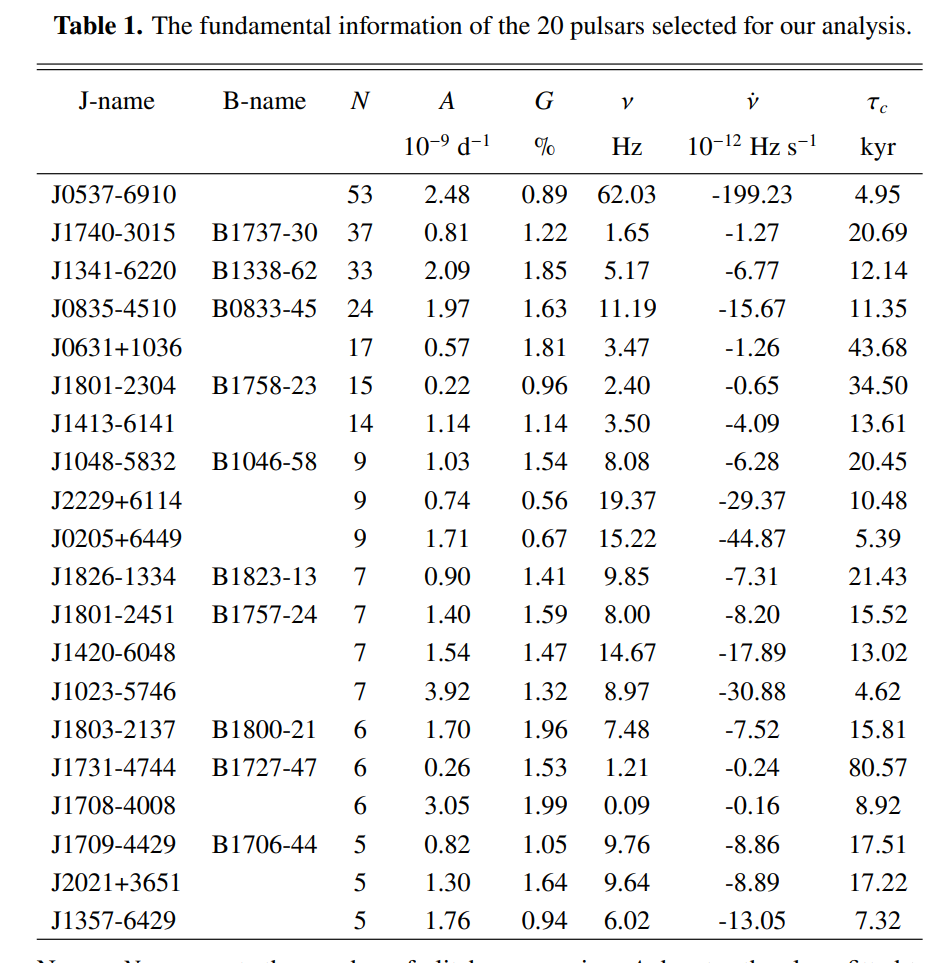 Table 1. The fundamental information of the 20 pulsars selected for our analysis.
J-name B-name N A G ν ν̇ τc
10⁻⁹ d⁻¹ % Hz 10⁻¹² Hz s⁻¹ kyr
J0537-6910 53 2.48 0.89 62.03 -199.23 4.95
J1740-3015 B1737-30 37 0.81 1.22 1.65 -1.27 20.69
J1341-6220 B1338-62 33 2.09 1.85 5.17 -6.77 12.14
J0835-4510 B0833-45 24 1.97 1.63 11.19 -15.67 11.35
J0631+1036 17 0.57 1.81 3.47 -1.26 43.68
J1801-2304 B1758-23 15 0.22 0.96 2.40 -0.65 34.50
J1413-6141 14 1.14 1.14 3.50 -4.09 13.61
J1048-5832 B1046-58 9 1.03 1.54 8.08 -6.28 20.45
J2229+6114 9 0.74 0.56 19.37 -29.37 10.48
J0205+6449 9 1.71 0.67 15.22 -44.87 5.39
J1826-1334 B1823-13 7 0.90 1.41 9.85 -7.31 21.43
J1801-2451 B1757-24 7 1.40 1.59 8.00 -8.20 15.52
J1420-6048 7 1.54 1.47 14.67 -17.89 13.02
J1023-5746 7 3.92 1.32 8.97 -30.88 4.62
J1803-2137 B1800-21 6 1.70 1.96 7.48 -7.52 15.81
J1731-4744 B1727-47 6 0.26 1.53 1.21 -0.24 80.57
J1708-4008 6 3.05 1.99 0.09 -0.16 8.92
J1709-4429 B1706-44 5 0.82 1.05 9.76 -8.86 17.51
J2021+3651 5 1.30 1.64 9.64 -8.89 17.22
J1357-6429 5 1.76 0.94 6.02 -13.05 7.32